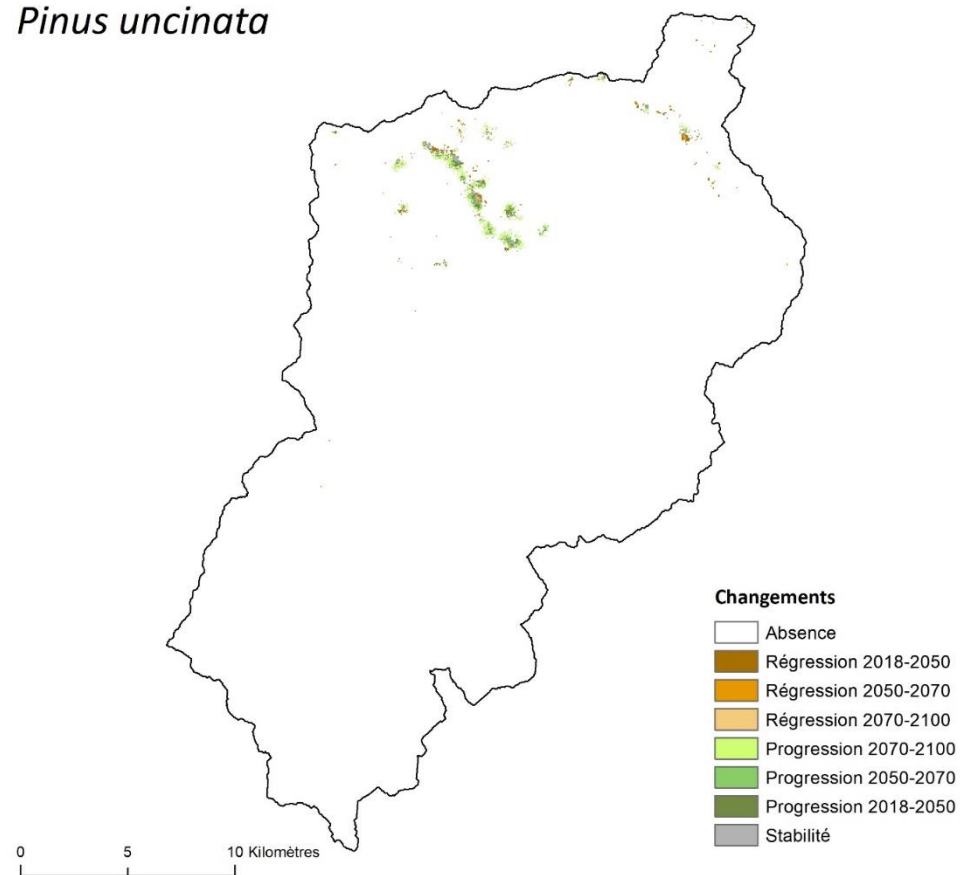 Pinus uncinata
Changements
Absence
Régression 2018-2050
Régression 2050-2070
Régression 2070-2100
Progression 2070-2100
Progression 2050-2070
Progression 2018-2050
Stabilité
0 5 10 Kilomètres